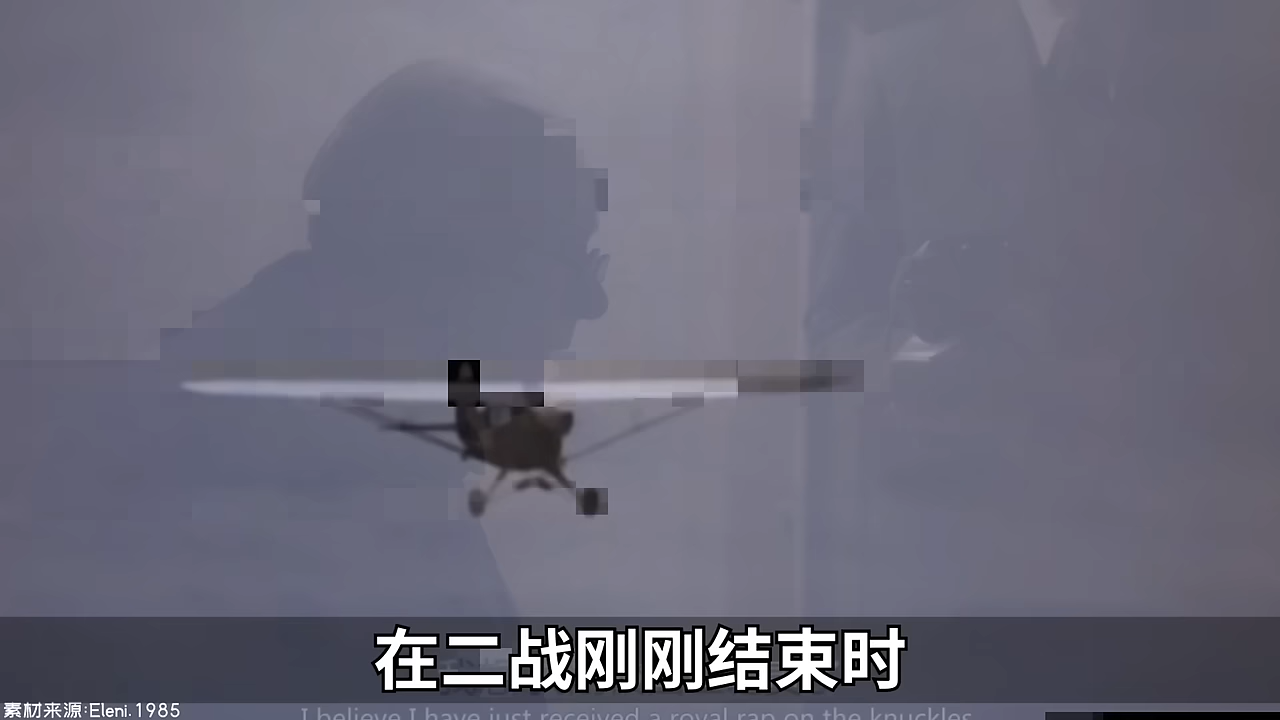 在二战刚刚结束时
素材来源:Eleni.1985
I believe I have just received a royal rap on the knuckles